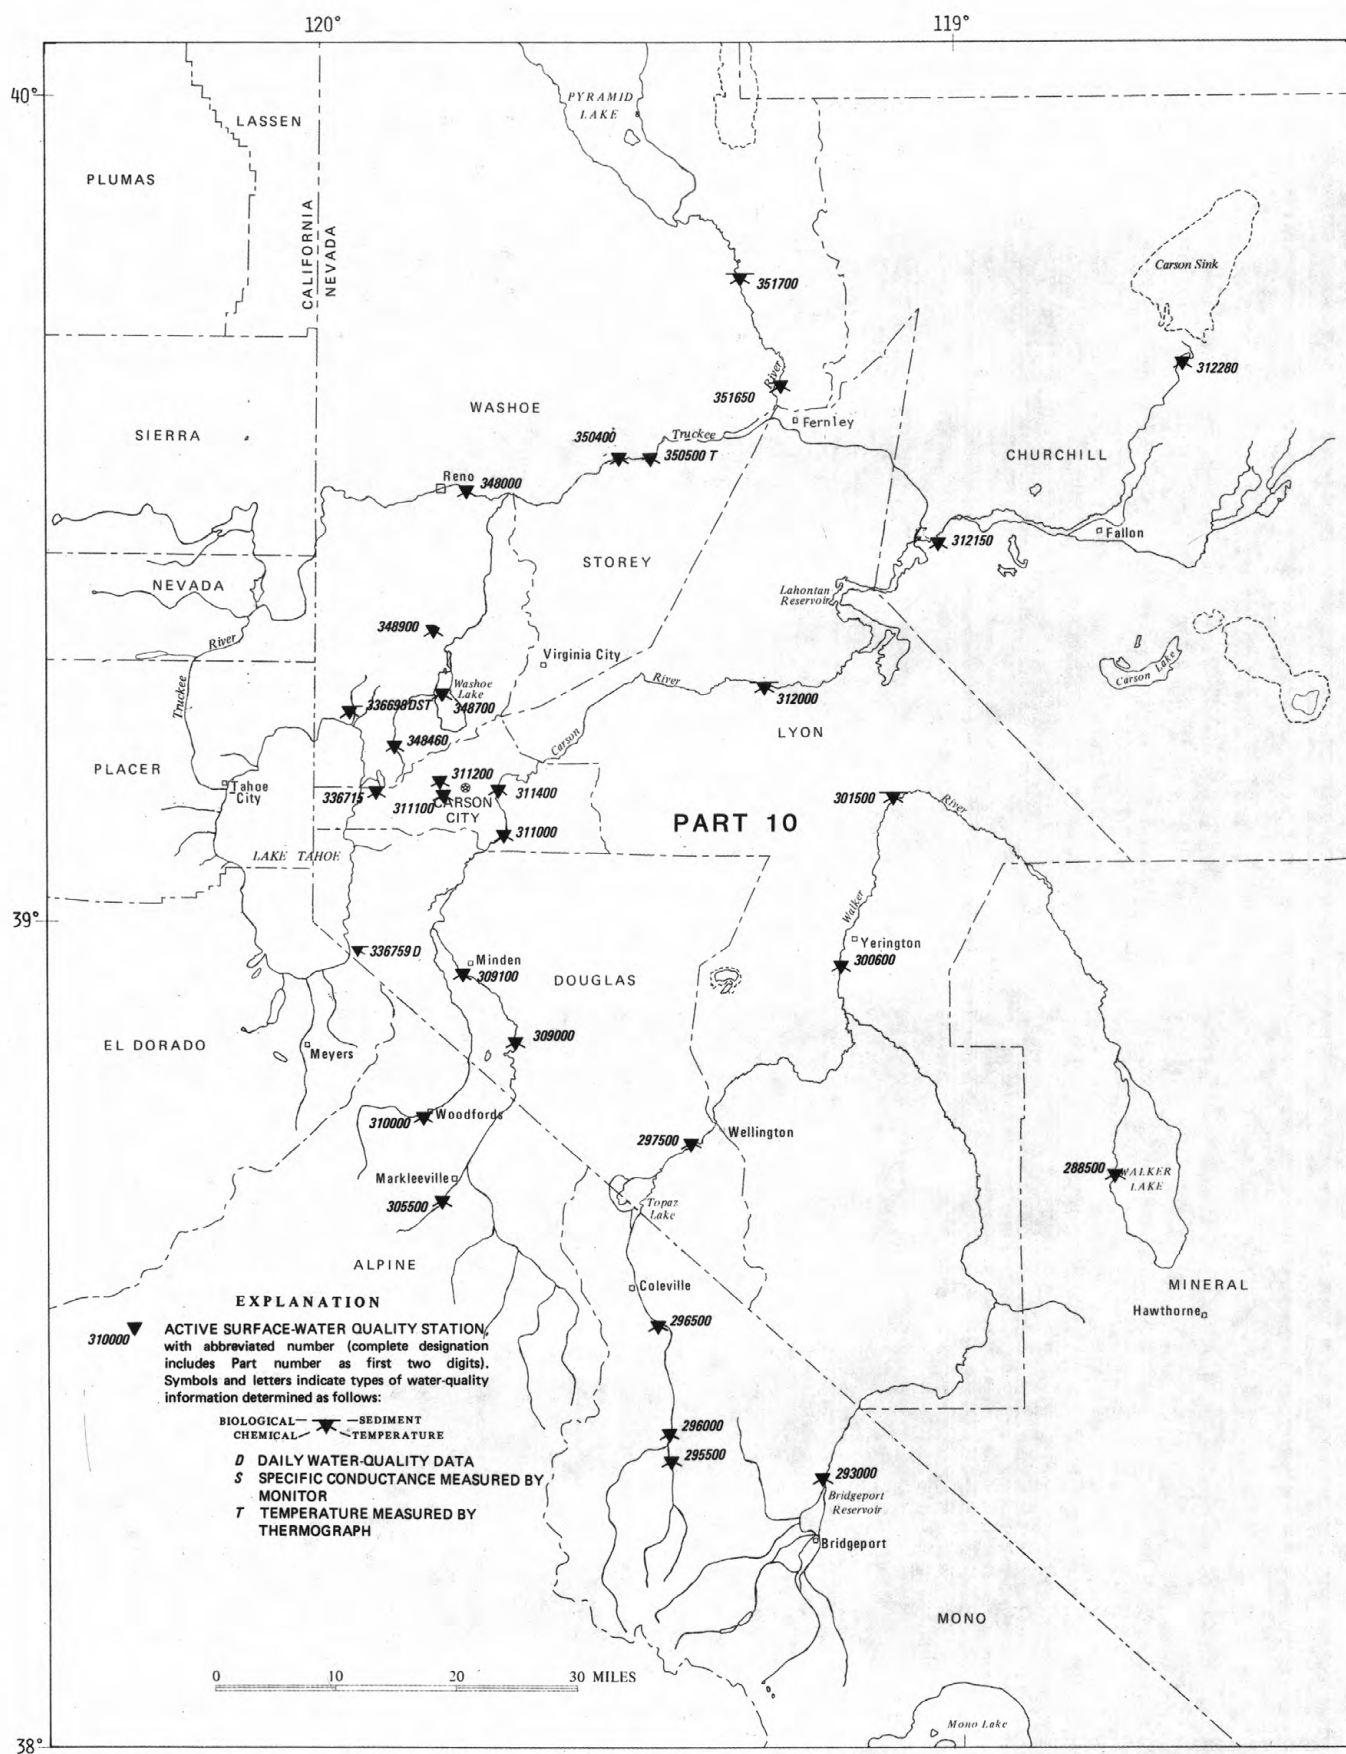 120°
119°
40°
PYRAMID
LAKE
LASSEN
PLUMAS
CALIFORNIA
NEVADA
Carson Sink
351700
312280
River
351650
WASHOE
Fernley
SIERRA
350400
Truckee
350500 T
CHURCHILL
Reno
348000
312150
Fallon
STOREY
NEVADA
Lahontan
Reservoir
348900
River
Virginia City
Truckee
Washoe
Lake
348700
River
312000
Carson
Lake
336698 DST
LYON
348460
Carson
PLACER
311200
Tahoe
City
336715
311100
CARSON
CITY
311400
301500
River
PART 10
311000
LAKE TAHOE
39°
Walker
Yerington
336759 D
Minden
309100
300600
DOUGLAS
EL DORADO
309000
Meyers
Woodfords
310000
Wellington
297500
288500
WALKER
LAKE
Markleeville
305500
Topaz
Lake
ALPINE
Coleville
MINERAL
Hawthorne
296500
EXPLANATION
310000
ACTIVE SURFACE-WATER QUALITY STATION,
with abbreviated number (complete designation
includes Part number as first two digits).
Symbols and letters indicate types of water-quality
information determined as follows:
BIOLOGICAL SEDIMENT
CHEMICAL TEMPERATURE
D DAILY WATER-QUALITY DATA
S SPECIFIC CONDUCTANCE MEASURED BY
MONITOR
T TEMPERATURE MEASURED BY
THERMOGRAPH
296000
295500
293000
Bridgeport
Reservoir
Bridgeport
MONO
0 10 20 30 MILES
Mono Lake
38°